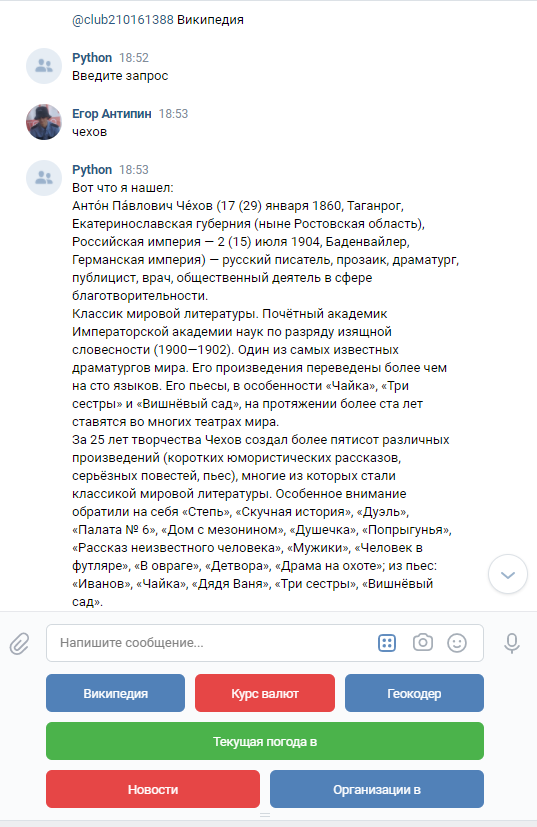 @club210161388 Википедия
Python 18:52
Введите запрос
Егор Антипин 18:53
чехов
Python 18:53
Вот что я нашел:
Анто́н Па́влович Че́хов (17 (29) января 1860, Таганрог,
Екатеринославская губерния (ныне Ростовская область),
Российская империя — 2 (15) июля 1904, Баденвайлер,
Германская империя) — русский писатель, прозаик, драматург,
публицист, врач, общественный деятель в сфере
благотворительности.
Классик мировой литературы. Почётный академик
Императорской академии наук по разряду изящной
словесности (1900—1902). Один из самых известных
драматургов мира. Его произведения переведены более чем
на сто языков. Его пьесы, в особенности «Чайка», «Три
сестры» и «Вишнёвый сад», на протяжении более ста лет
ставятся во многих театрах мира.
За 25 лет творчества Чехов создал более пятисот различных
произведений (коротких юмористических рассказов,
серьёзных повестей, пьес), многие из которых стали
классикой мировой литературы. Особенное внимание
обратили на себя «Степь», «Скучная история», «Дуэль»,
«Палата № 6», «Дом с мезонином», «Душечка», «Попрыгунья»,
«Рассказ неизвестного человека», «Мужики», «Человек в
футляре», «В овраге», «Детвора», «Драма на охоте»; из пьес:
«Иванов», «Чайка», «Дядя Ваня», «Три сестры», «Вишнёвый
сад».
Напишите сообщение...
Википедия
Курс валют
Геокодер
Текущая погода в
Новости
Организации в